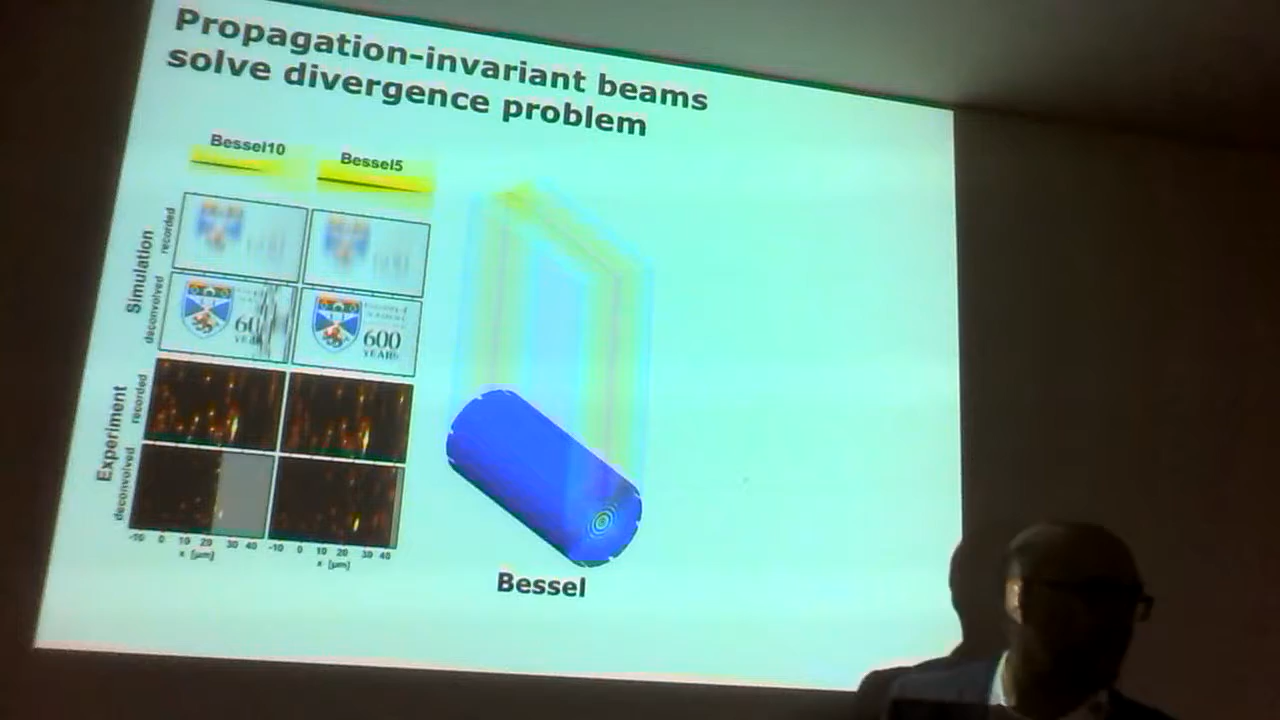 Propagation-invariant beams
solve divergence problem
Bessel10
Bessel5
Simulation
recorded
deconvolved
60
600
YEARS
Experiment
recorded
deconvolved
-10 0 10 20 30 40
x [µm]
-10 0 10 20 30 40
x [µm]
Bessel